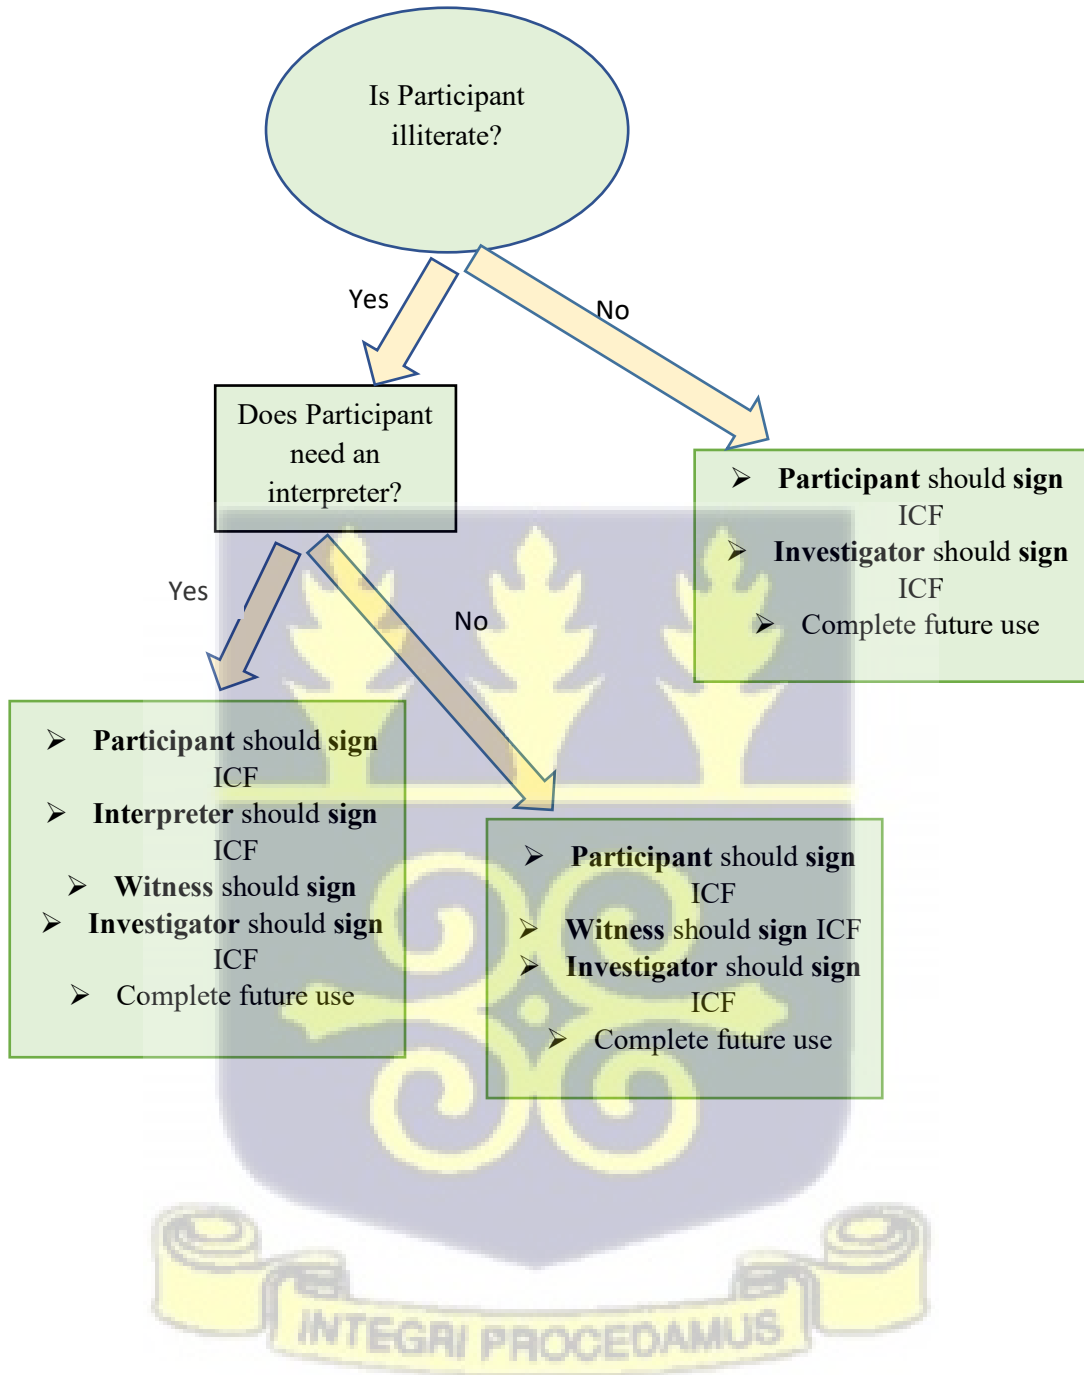 Is Participant
illiterate?
Yes
No
Does Participant
need an
interpreter?
➤ Participant should sign
ICF
➤ Investigator should sign
ICF
➤ Complete future use
Yes
No
➤ Participant should sign
ICF
➤ Interpreter should sign
ICF
➤ Witness should sign
➤ Investigator should sign
ICF
➤ Complete future use
➤ Participant should sign
ICF
➤ Witness should sign ICF
➤ Investigator should sign
ICF
➤ Complete future use
INTEGRI PROCEDAMUS